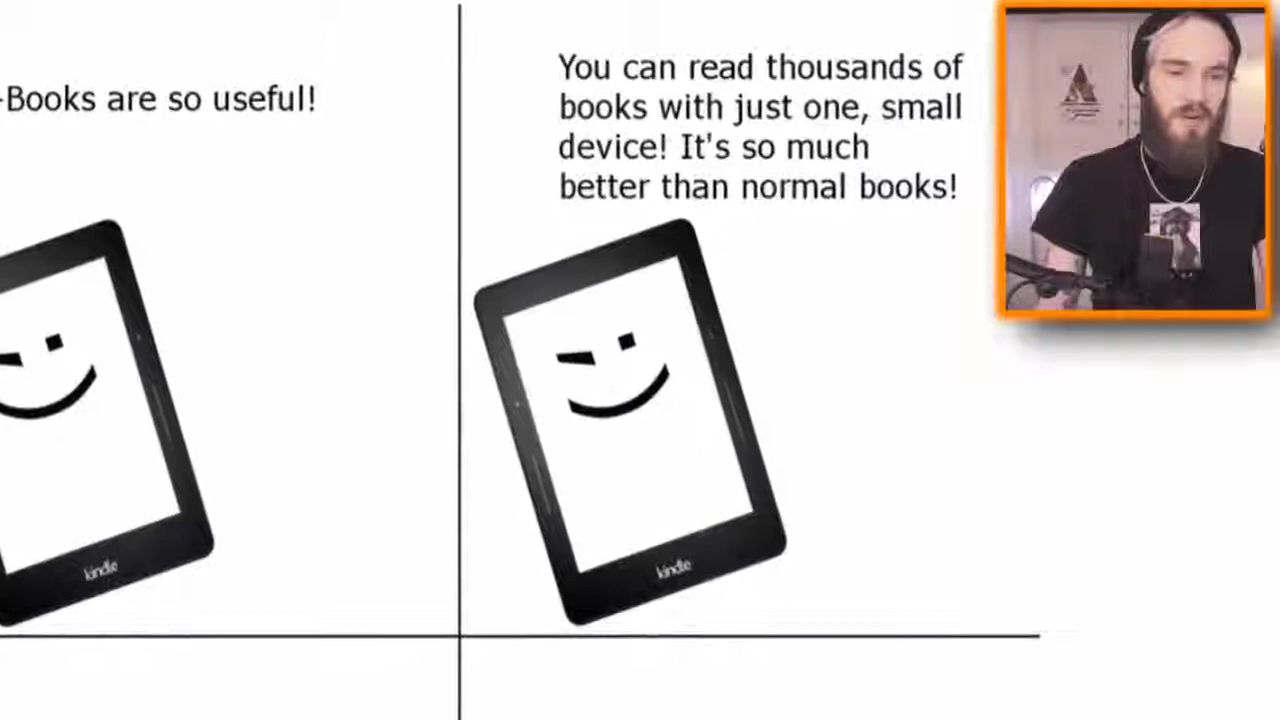 -Books are so useful!
You can read thousands of
books with just one, small
device! It's so much
better than normal books!
kindle
kindle